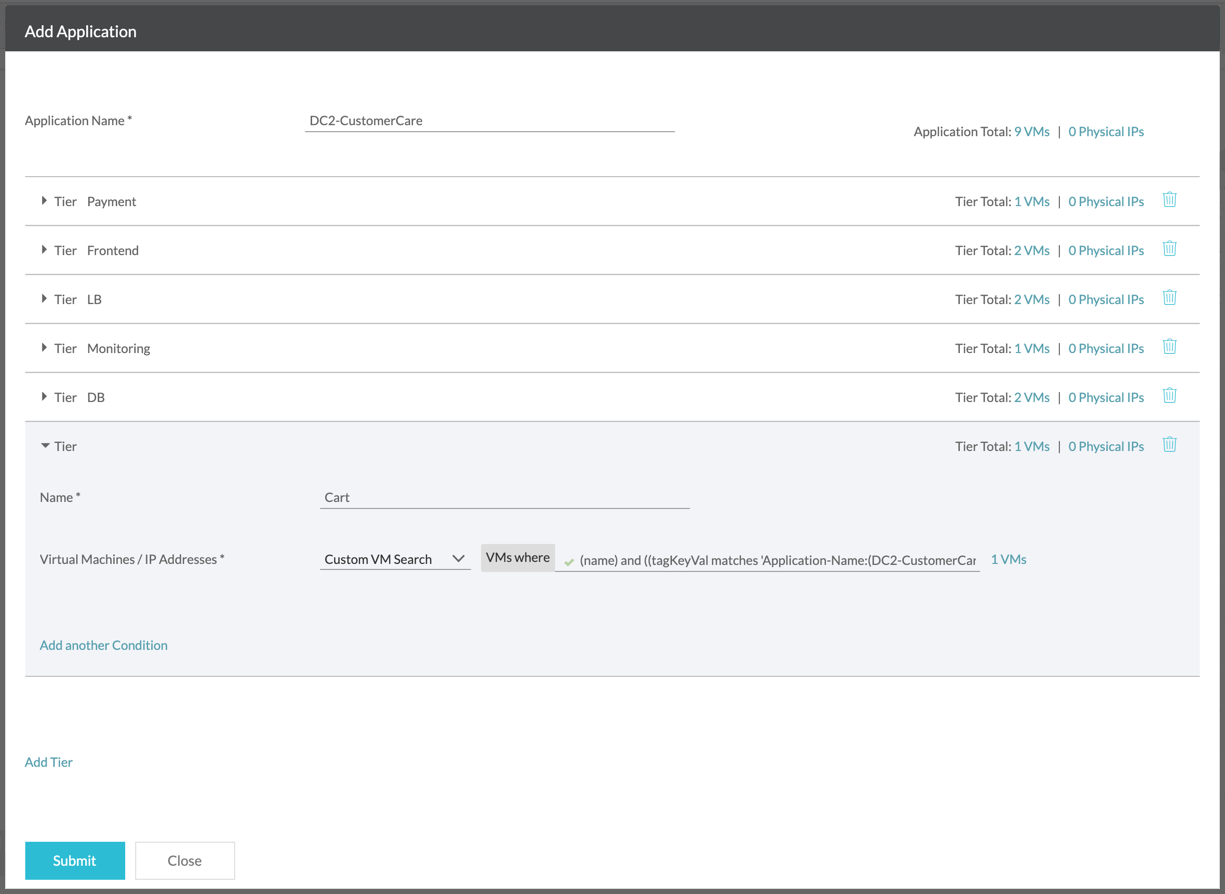 Add Application
Application Name * DC2-CustomerCare
Application Total: 9 VMs | 0 Physical IPs
Tier Payment Tier Total: 1 VMs | 0 Physical IPs
Tier Frontend Tier Total: 2 VMs | 0 Physical IPs
Tier LB Tier Total: 2 VMs | 0 Physical IPs
Tier Monitoring Tier Total: 1 VMs | 0 Physical IPs
Tier DB Tier Total: 2 VMs | 0 Physical IPs
Tier Tier Total: 1 VMs | 0 Physical IPs
Name * Cart
Virtual Machines / IP Addresses * Custom VM Search VMs where (name) and ((tagKeyVal matches 'Application-Name:(DC2-CustomerCar 1 VMs
Add another Condition
Add Tier
Submit Close